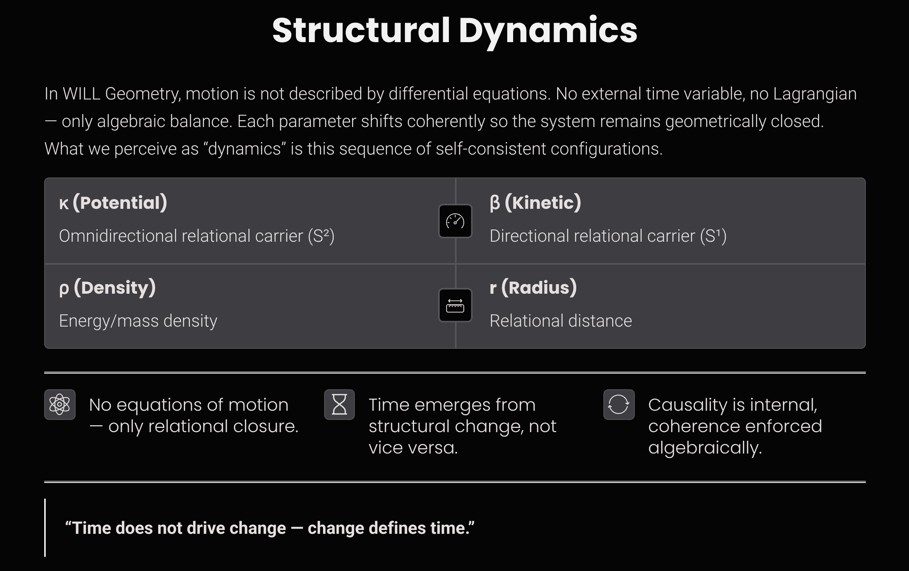 Structural Dynamics
In WILL Geometry, motion is not described by differential equations. No external time variable, no Lagrangian
— only algebraic balance. Each parameter shifts coherently so the system remains geometrically closed.
What we perceive as “dynamics” is this sequence of self-consistent configurations.
κ (Potential)
Omnidirectional relational carrier (S²)
β (Kinetic)
Directional relational carrier (S¹)
ρ (Density)
Energy/mass density
r (Radius)
Relational distance
No equations of motion
— only relational closure.
Time emerges from
structural change, not
vice versa.
Causality is internal,
coherence enforced
algebraically.
“Time does not drive change — change defines time.”